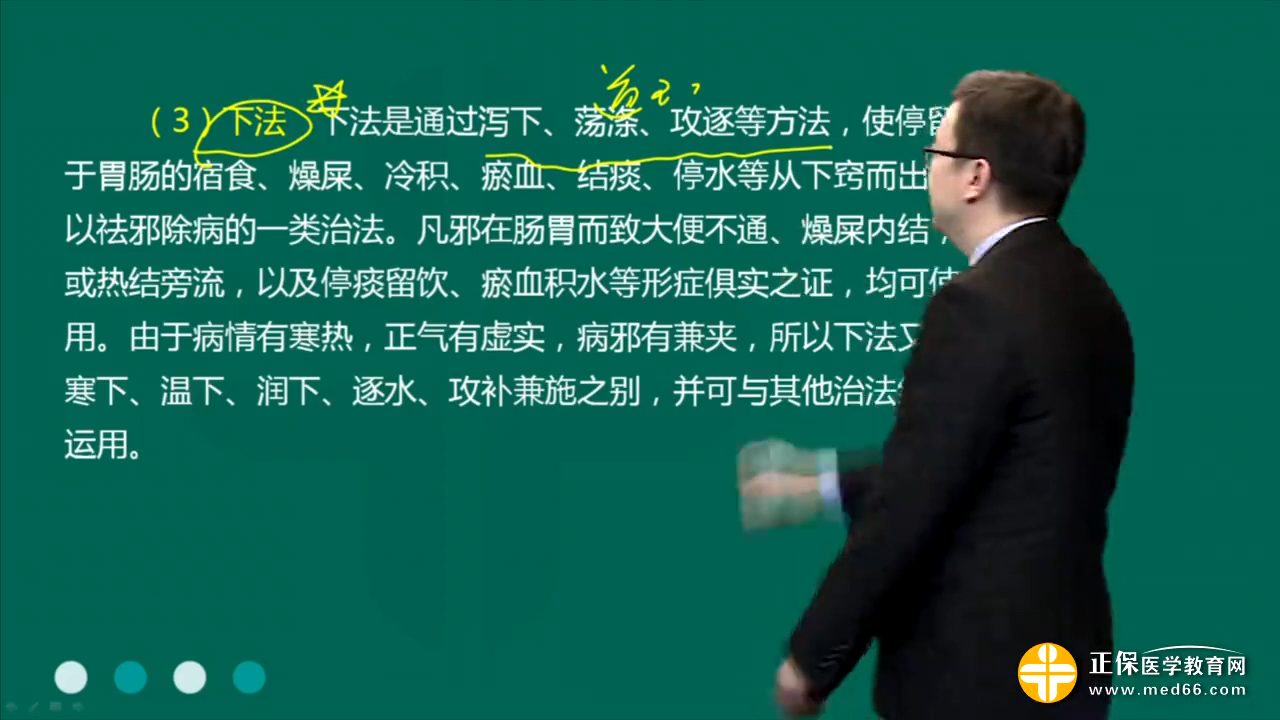 道
（3）下法 下法是通过泻下、荡涤、攻逐等方法，使停留
于胃肠的宿食、燥屎、冷积、瘀血、结痰、停水等从下窍而出
以祛邪除病的一类治法。凡邪在肠胃而致大便不通、燥屎内结，
或热结旁流，以及停痰留饮、瘀血积水等形症俱实之证，均可使
用。由于病情有寒热，正气有虚实，病邪有兼夹，所以下法又
寒下、温下、润下、逐水、攻补兼施之别，并可与其他治法
运用。
正保医学教育网
www.med66.com